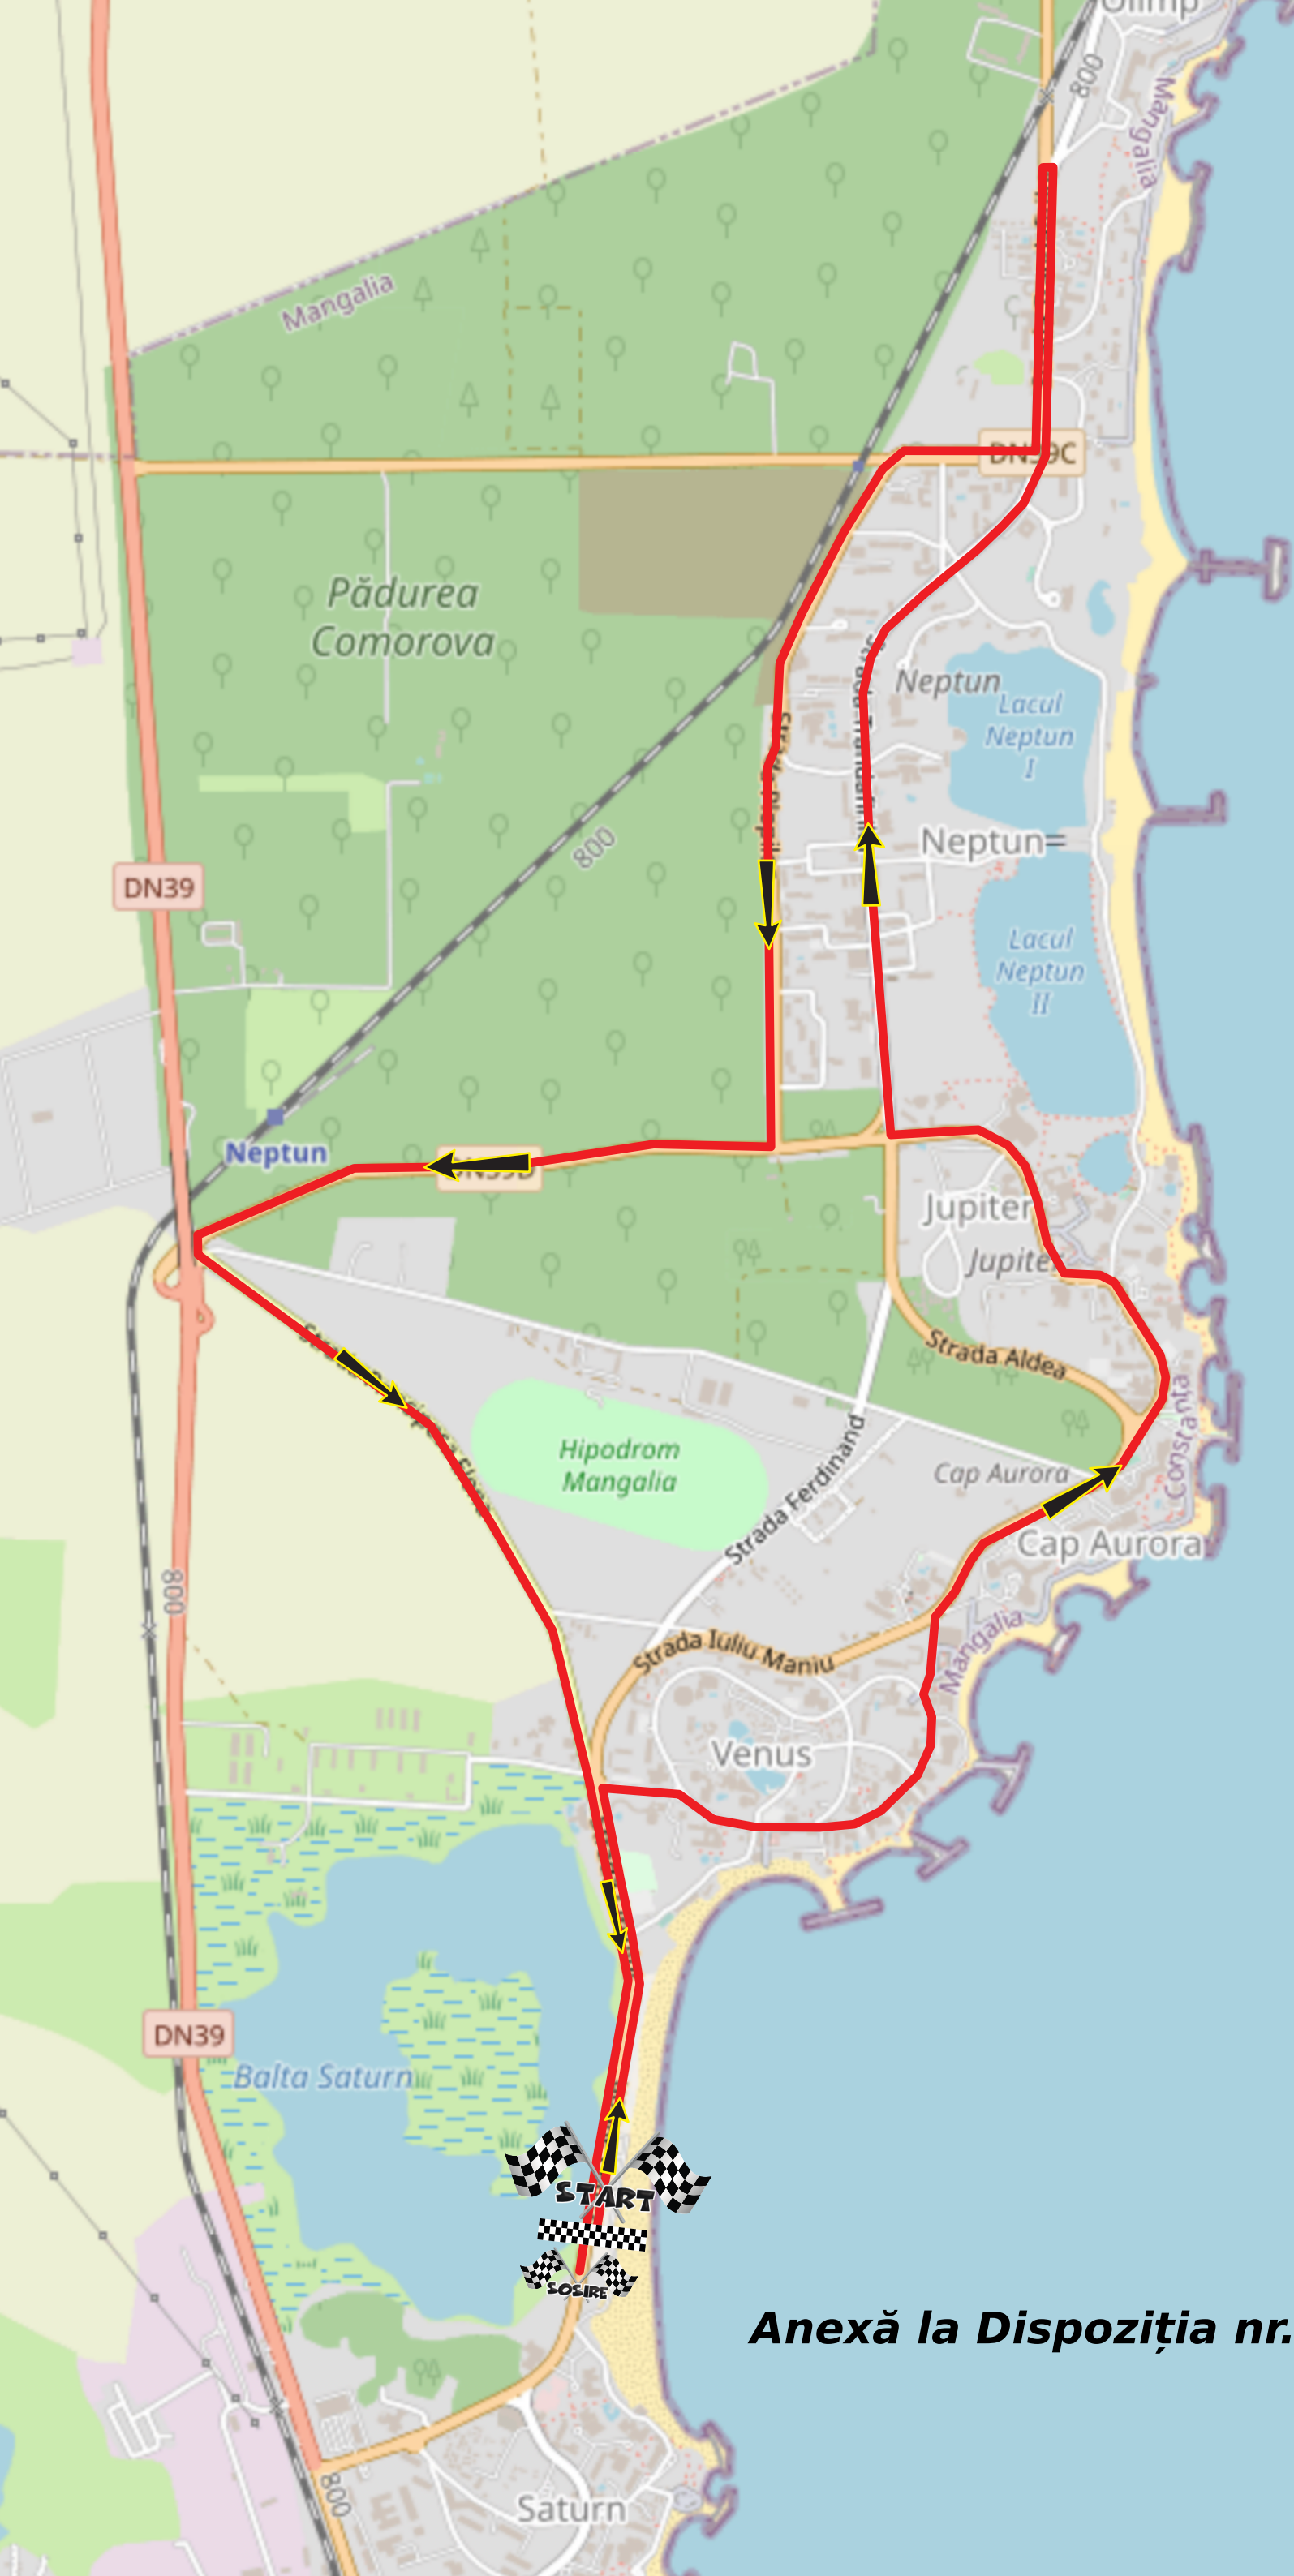 Olimp
800
Mangalia
Mangalia
DN39C
Pădurea
Comorova
Neptun
Lacul
Neptun
I
Neptun=
800
DN39
Lacul
Neptun
II
Neptun
DN39B
Jupiter
Jupiter
Strada Aldea
Constanța
Hipodrom
Mangalia
Strada Ferdinand
Cap Aurora
Cap Aurora
800
Strada Iuliu Maniu
Mangalia
Venus
DN39
Balta Saturn
START
SOSIRE
Anexă la Dispoziția nr.
800
Saturn